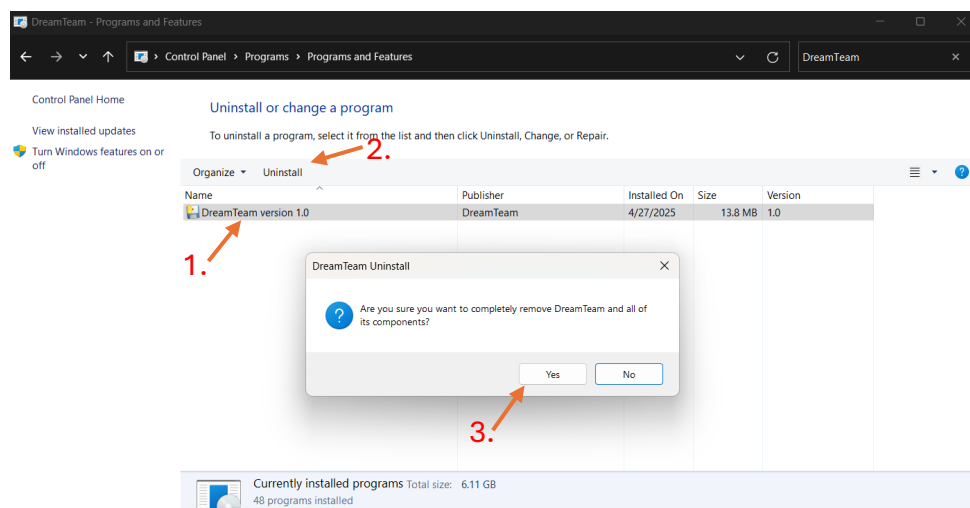 DreamTeam - Programs and Features
Control Panel > Programs > Programs and Features
DreamTeam
Control Panel Home
View installed updates
Turn Windows features on or
off
Uninstall or change a program
To uninstall a program, select it from the list and then click Uninstall, Change, or Repair.
2.
Organize Uninstall
Name Publisher Installed On Size Version
DreamTeam version 1.0 DreamTeam 4/27/2025 13.8 MB 1.0
1.
DreamTeam Uninstall
Are you sure you want to completely remove DreamTeam and all of
its components?
Yes No
3.
Currently installed programs Total size: 6.11 GB
48 programs installed